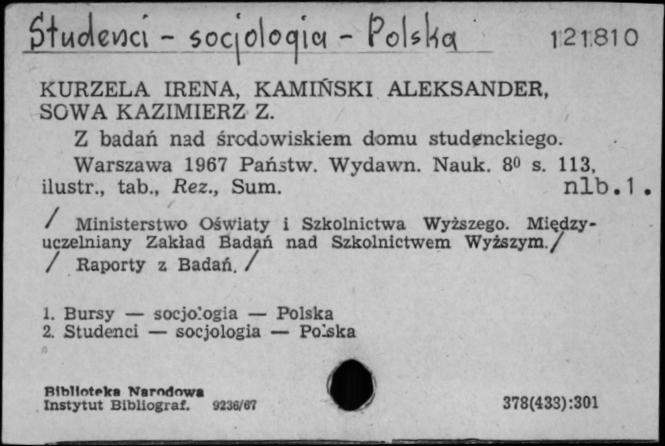 Studenci - socjologia - Polska 121810
KURZELA IRENA, KAMIŃSKI ALEKSANDER,
SOWA KAZIMIERZ Z.
Z badań nad środowiskiem domu studenckiego.
Warszawa 1967 Państw. Wydawn. Nauk. 8⁰ s. 113,
ilustr., tab., Rez., Sum. nlb.1.
/ Ministerstwo Oświaty i Szkolnictwa Wyższego. Między-
uczelniany Zakład Badań nad Szkolnictwem Wyższym./
/ Raporty z Badań. /
1. Bursy — socjologia — Polska
2. Studenci — socjologia — Polska
Biblioteka Narodowa
Instytut Bibliograf. 9236/67 378(433):301